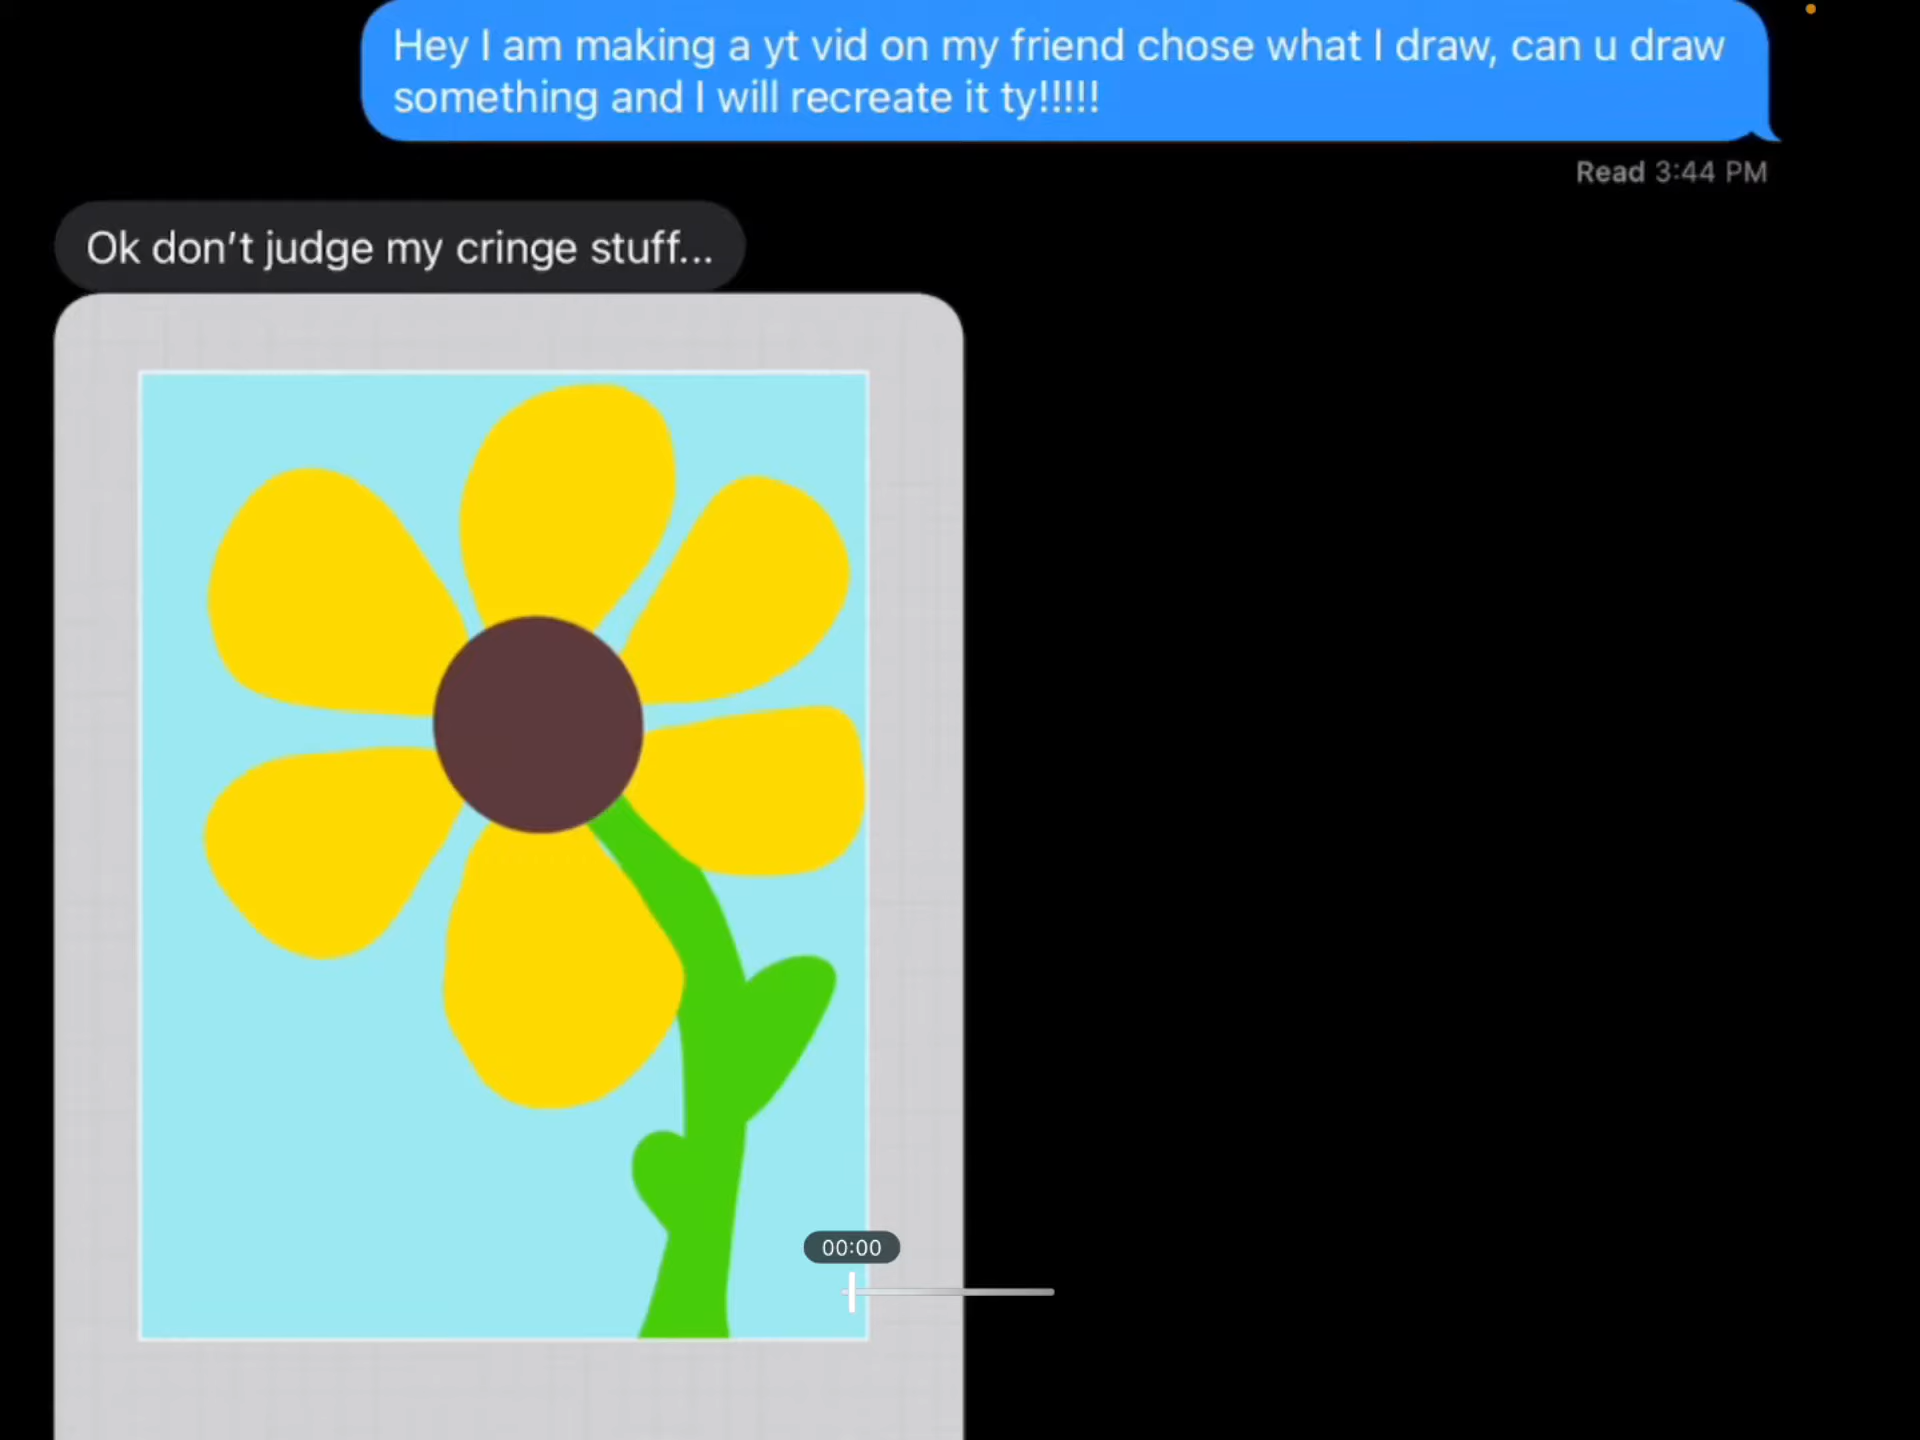 Hey I am making a yt vid on my friend chose what I draw, can u draw
something and I will recreate it ty!!!!!
Read 3:44 PM
Ok don’t judge my cringe stuff...
00:00